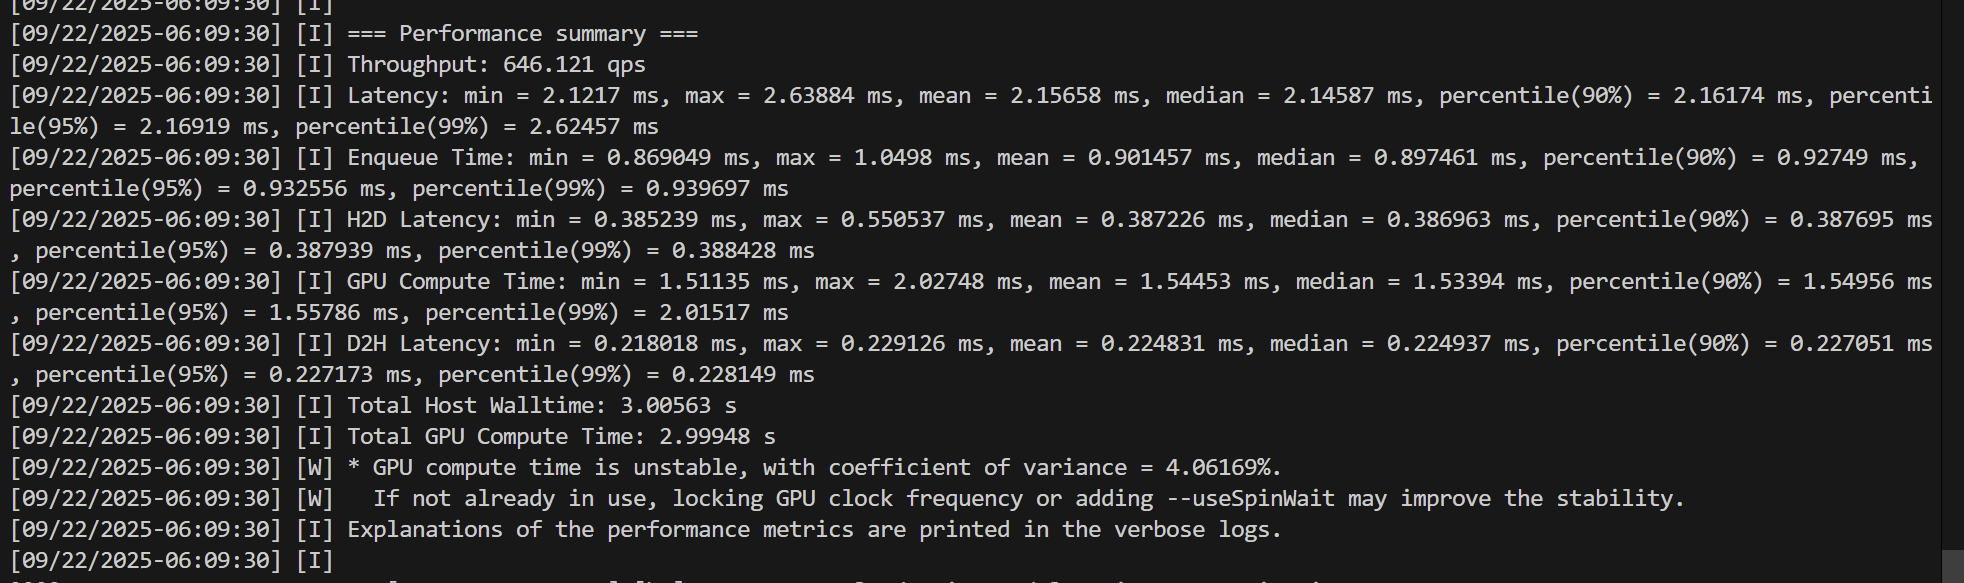 [09/22/2025-06:09:30] [I]
[09/22/2025-06:09:30] [I] === Performance summary ===
[09/22/2025-06:09:30] [I] Throughput: 646.121 qps
[09/22/2025-06:09:30] [I] Latency: min = 2.1217 ms, max = 2.63884 ms, mean = 2.15658 ms, median = 2.14587 ms, percentile(90%) = 2.16174 ms, percenti
le(95%) = 2.16919 ms, percentile(99%) = 2.62457 ms
[09/22/2025-06:09:30] [I] Enqueue Time: min = 0.869049 ms, max = 1.0498 ms, mean = 0.901457 ms, median = 0.897461 ms, percentile(90%) = 0.92749 ms,
percentile(95%) = 0.932556 ms, percentile(99%) = 0.939697 ms
[09/22/2025-06:09:30] [I] H2D Latency: min = 0.385239 ms, max = 0.550537 ms, mean = 0.387226 ms, median = 0.386963 ms, percentile(90%) = 0.387695 ms
, percentile(95%) = 0.387939 ms, percentile(99%) = 0.388428 ms
[09/22/2025-06:09:30] [I] GPU Compute Time: min = 1.51135 ms, max = 2.02748 ms, mean = 1.54453 ms, median = 1.53394 ms, percentile(90%) = 1.54956 ms
, percentile(95%) = 1.55786 ms, percentile(99%) = 2.01517 ms
[09/22/2025-06:09:30] [I] D2H Latency: min = 0.218018 ms, max = 0.229126 ms, mean = 0.224831 ms, median = 0.224937 ms, percentile(90%) = 0.227051 ms
, percentile(95%) = 0.227173 ms, percentile(99%) = 0.228149 ms
[09/22/2025-06:09:30] [I] Total Host Walltime: 3.00563 s
[09/22/2025-06:09:30] [I] Total GPU Compute Time: 2.99948 s
[09/22/2025-06:09:30] [W] * GPU compute time is unstable, with coefficient of variance = 4.06169%.
[09/22/2025-06:09:30] [W]   If not already in use, locking GPU clock frequency or adding --useSpinWait may improve the stability.
[09/22/2025-06:09:30] [I] Explanations of the performance metrics are printed in the verbose logs.
[09/22/2025-06:09:30] [I]